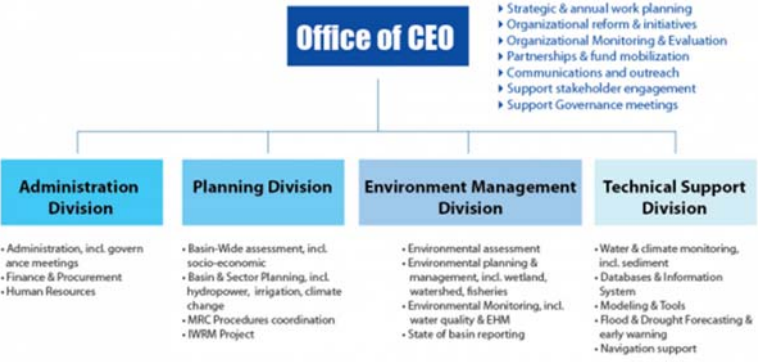 Office of CEO
‣ Strategic & annual work planning
‣ Organizational reform & initiatives
‣ Organizational Monitoring & Evaluation
‣ Partnerships & fund mobilization
‣ Communications and outreach
‣ Support stakeholder engagement
‣ Support Governance meetings
Administration
Division
• Administration, incl. govern
ance meetings
• Finance & Procurement
• Human Resources
Planning Division
• Basin-Wide assessment, incl.
socio-economic
• Basin & Sector Planning, incl.
hydropower, irrigation, climate
change
• MRC Procedures coordination
• IWRM Project
Environment Management
Division
• Environmental assessment
• Environmental planning &
management, incl. wetland,
watershed, fisheries
• Environmental Monitoring, incl.
water quality & EHM
• State of basin reporting
Technical Support
Division
• Water & climate monitoring,
incl. sediment
• Databases & Information
System
• Modeling & Tools
• Flood & Drought Forecasting &
early warning
• Navigation support